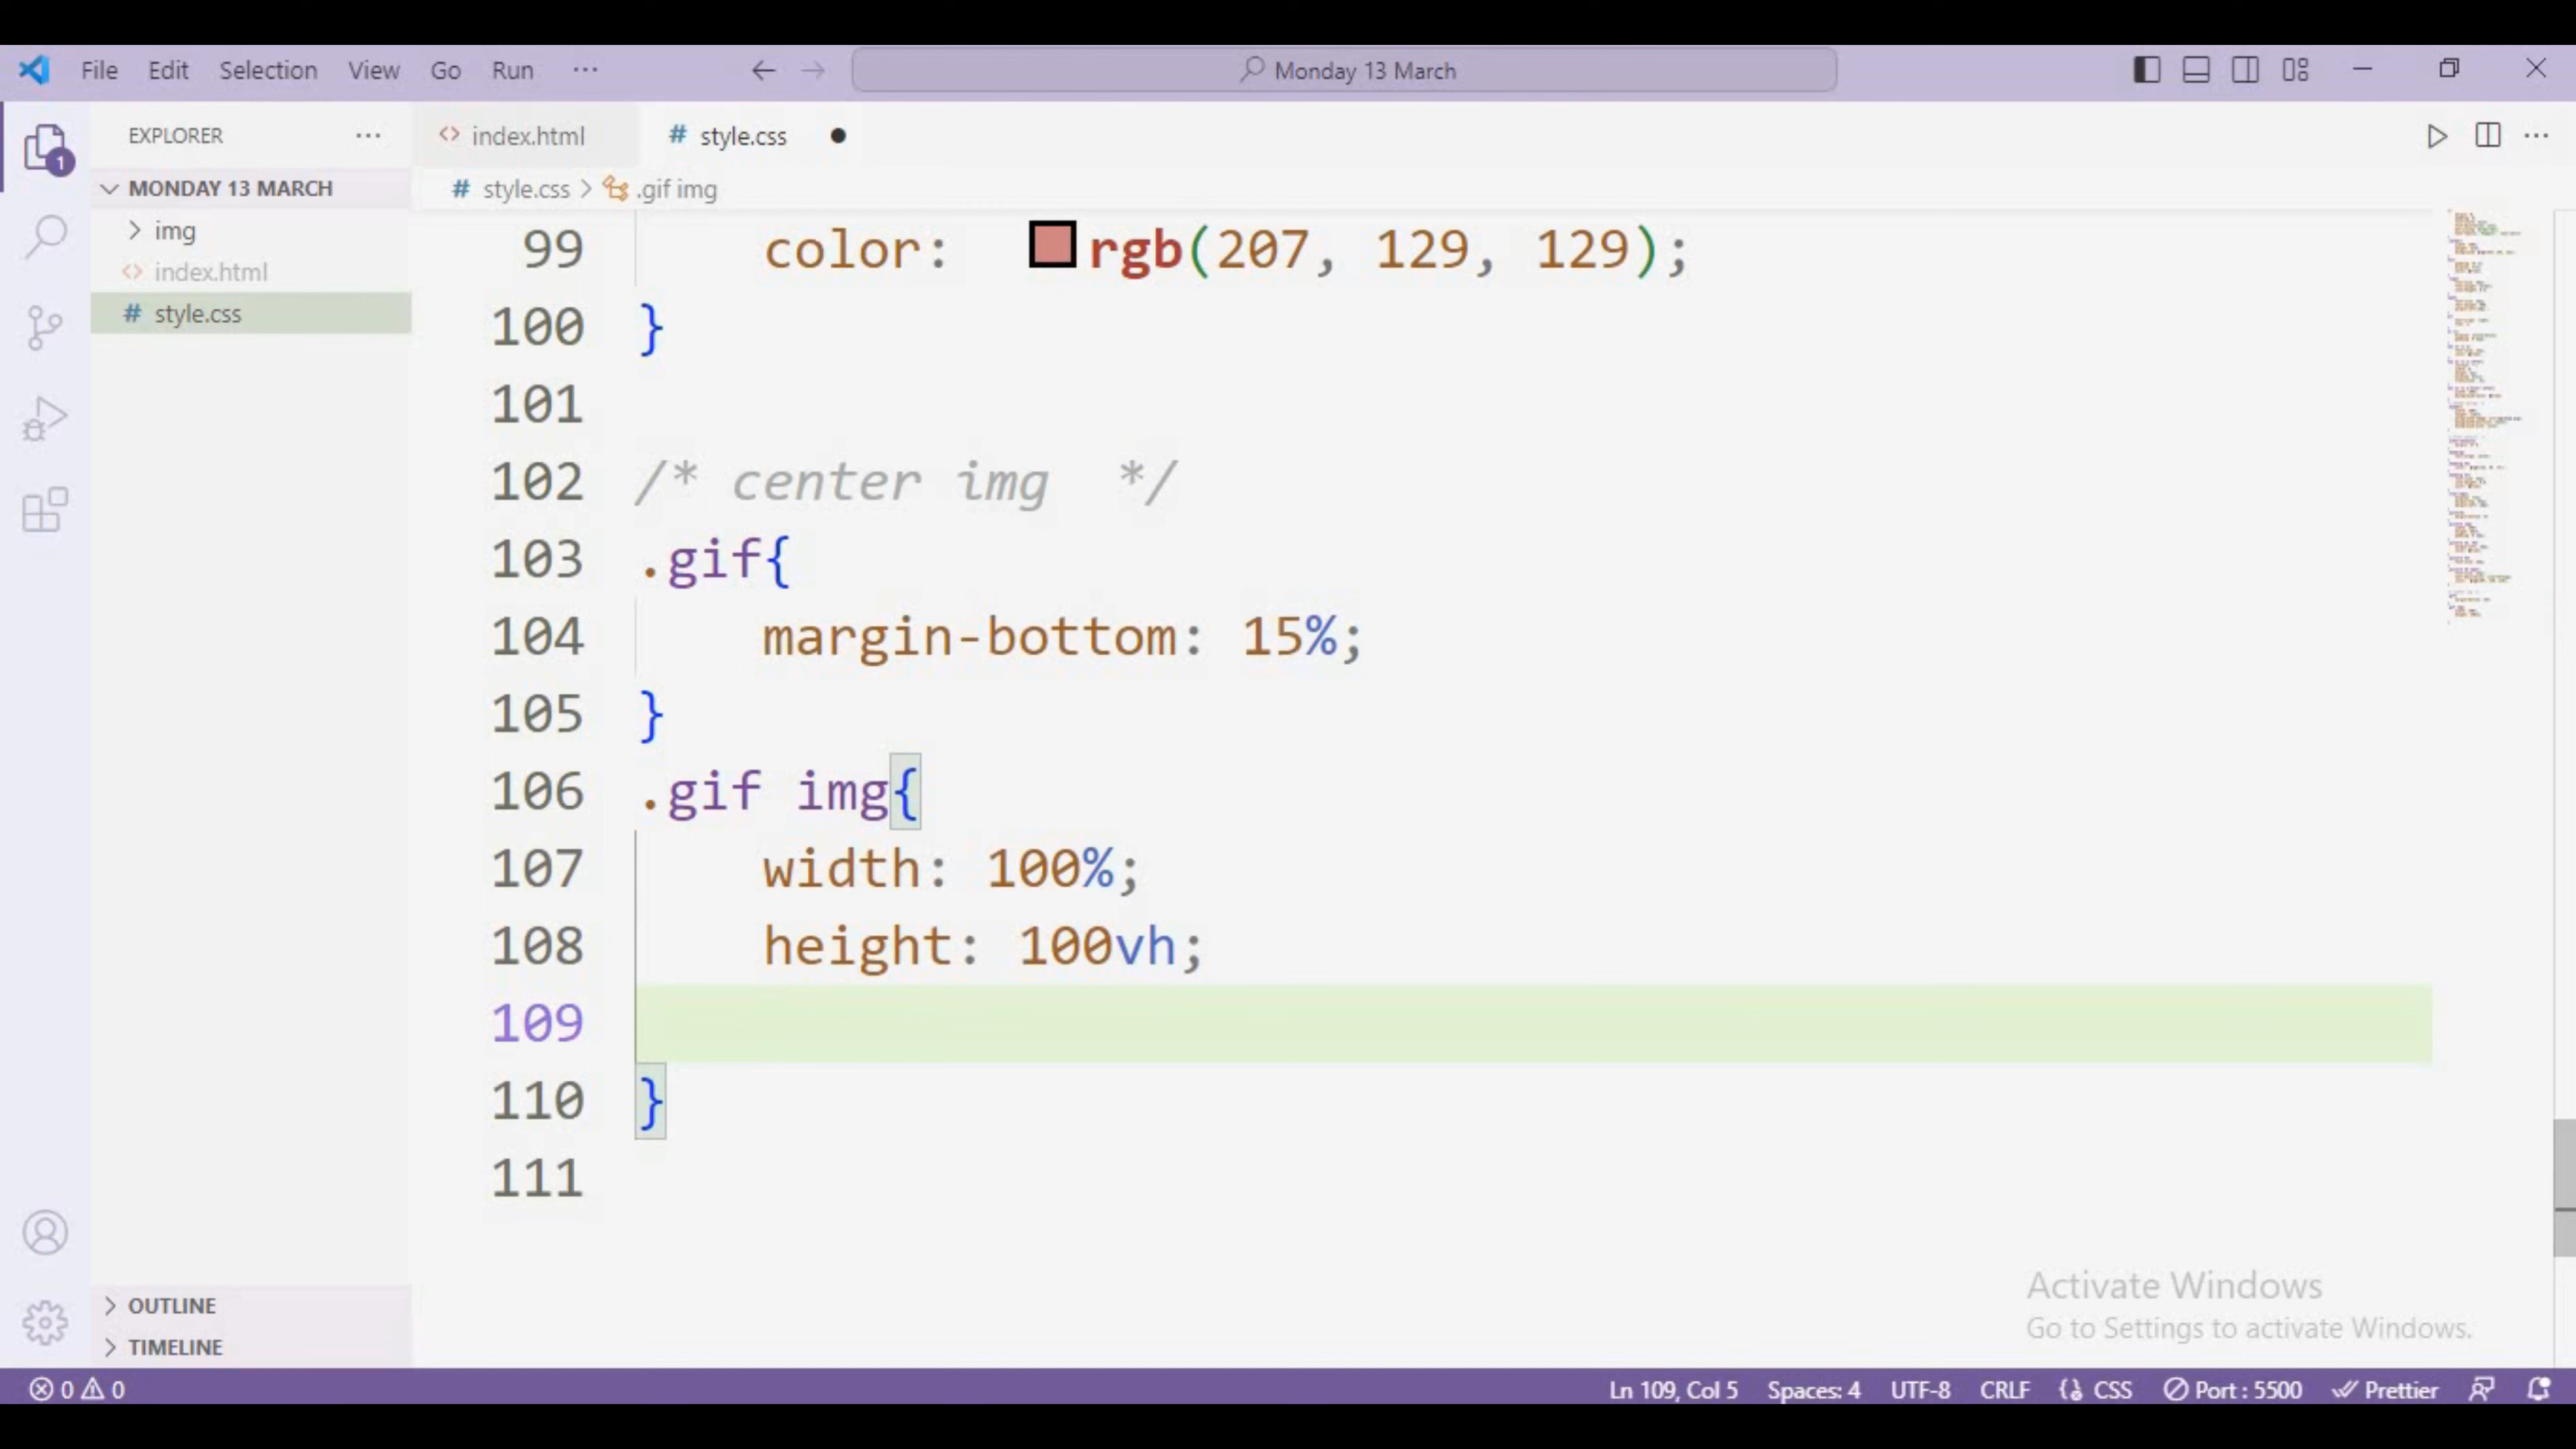 File Edit Selection View Go Run ···
Monday 13 March
EXPLORER ···
index.html
# style.css
1
MONDAY 13 MARCH
# style.css > .gif img
img
index.html
# style.css
99 color: rgb(207, 129, 129);
100 }
101
102 /* center img */
103 .gif{
104 margin-bottom: 15%;
105 }
106 .gif img{
107 width: 100%;
108 height: 100vh;
109
110 }
111
Activate Windows
Go to Settings to activate Windows.
OUTLINE
TIMELINE
0 0
Ln 109, Col 5 Spaces: 4 UTF-8 CRLF CSS Port : 5500 Prettier